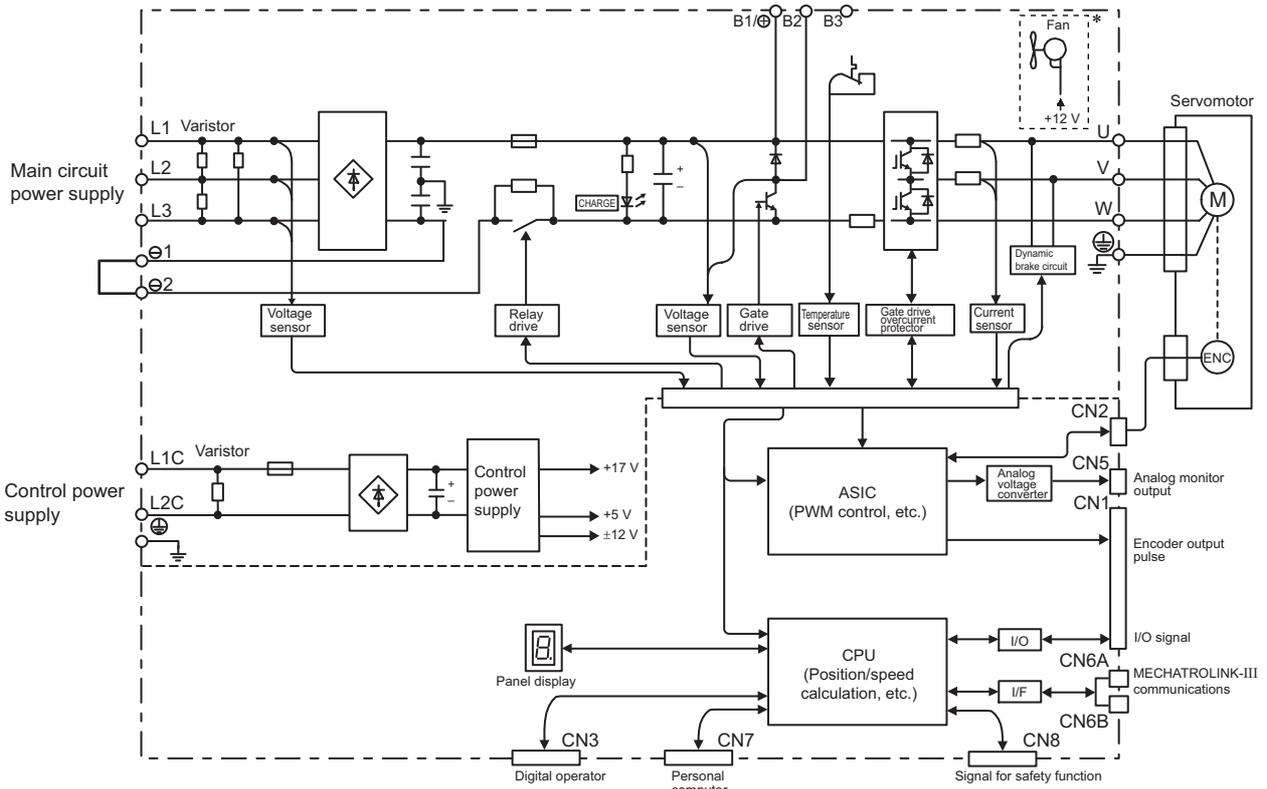 B1/⊕ B2 B3
Fan *
+12 V
Servomotor
Main circuit
power supply
L1 Varistor
L2
L3
⊖1
⊖2
CHARGE
U
V
W
M
Dynamic
brake circuit
Voltage
sensor
Relay
drive
Voltage
sensor
Gate
drive
Temperature
sensor
Gate drive
overcurrent
protector
Current
sensor
ENC
Control power
supply
L1C Varistor
L2C
+
–
+
–
Control
power
supply
+17 V
+5 V
±12 V
ASIC
(PWM control, etc.)
Analog
voltage
converter
CN2
CN5
Analog monitor
output
CN1
Encoder output
pulse
8.
Panel display
CPU
(Position/speed
calculation, etc.)
I/O
I/O signal
I/F
CN6A
MECHATROLINK-III
communications
CN6B
CN3
Digital operator
CN7
Personal
computer
CN8
Signal for safety function